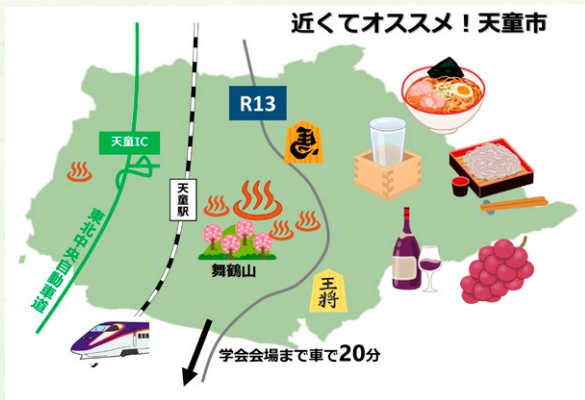 近くてオススメ！天童市
R13
天童IC
天童駅
東北中央自動車道
舞鶴山
王将
学会会場まで車で20分